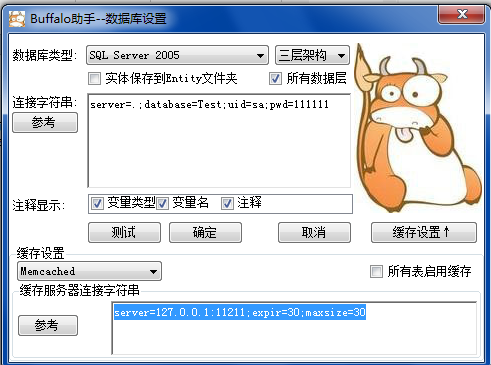 Buffalo助手--数据库设置
数据库类型: SQL Server 2005 三层架构
实体保存到Entity文件夹 所有数据层
连接字符串: server=.;database=Test;uid=sa;pwd=111111
参考
注释显示: 变量类型 变量名 注释
测试 确定 取消 缓存设置↑
缓存设置
Memcached 所有表启用缓存
缓存服务器连接字符串
server=127.0.0.1:11211;expir=30;maxsize=30
参考